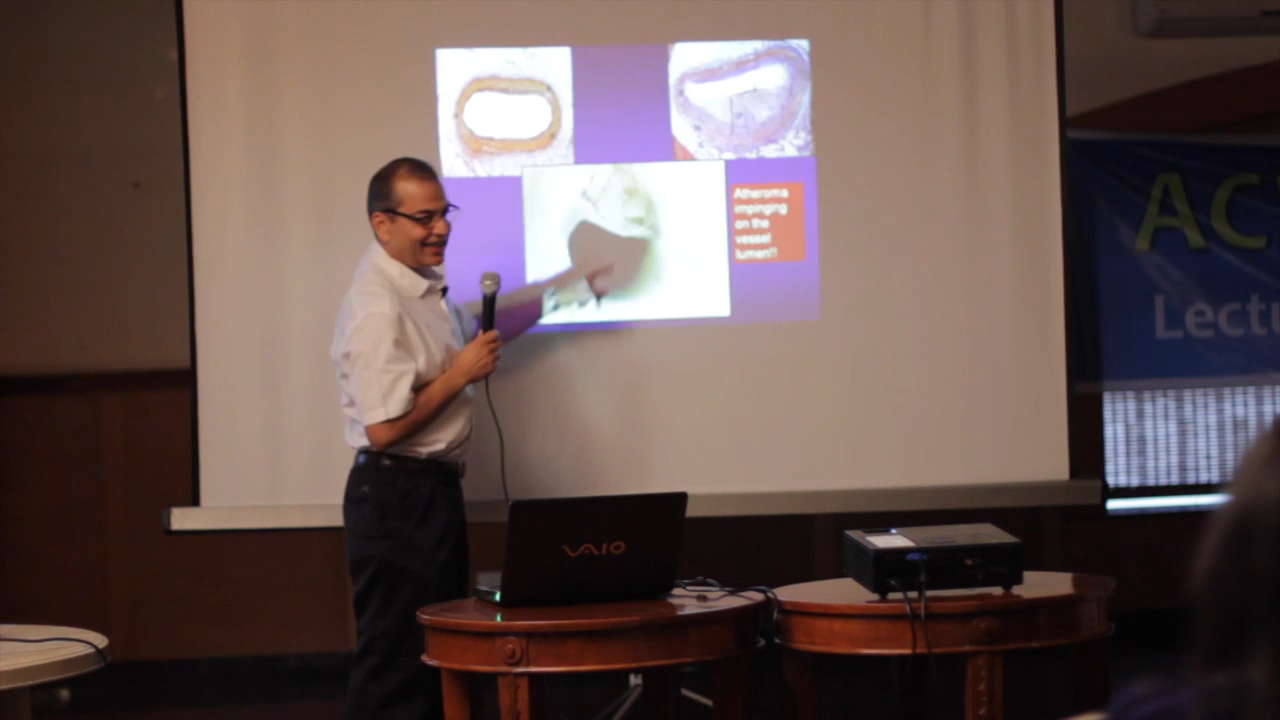 Atheroma
impinging
on the
vessel
lumen!!
AC
Lectu
VAIO